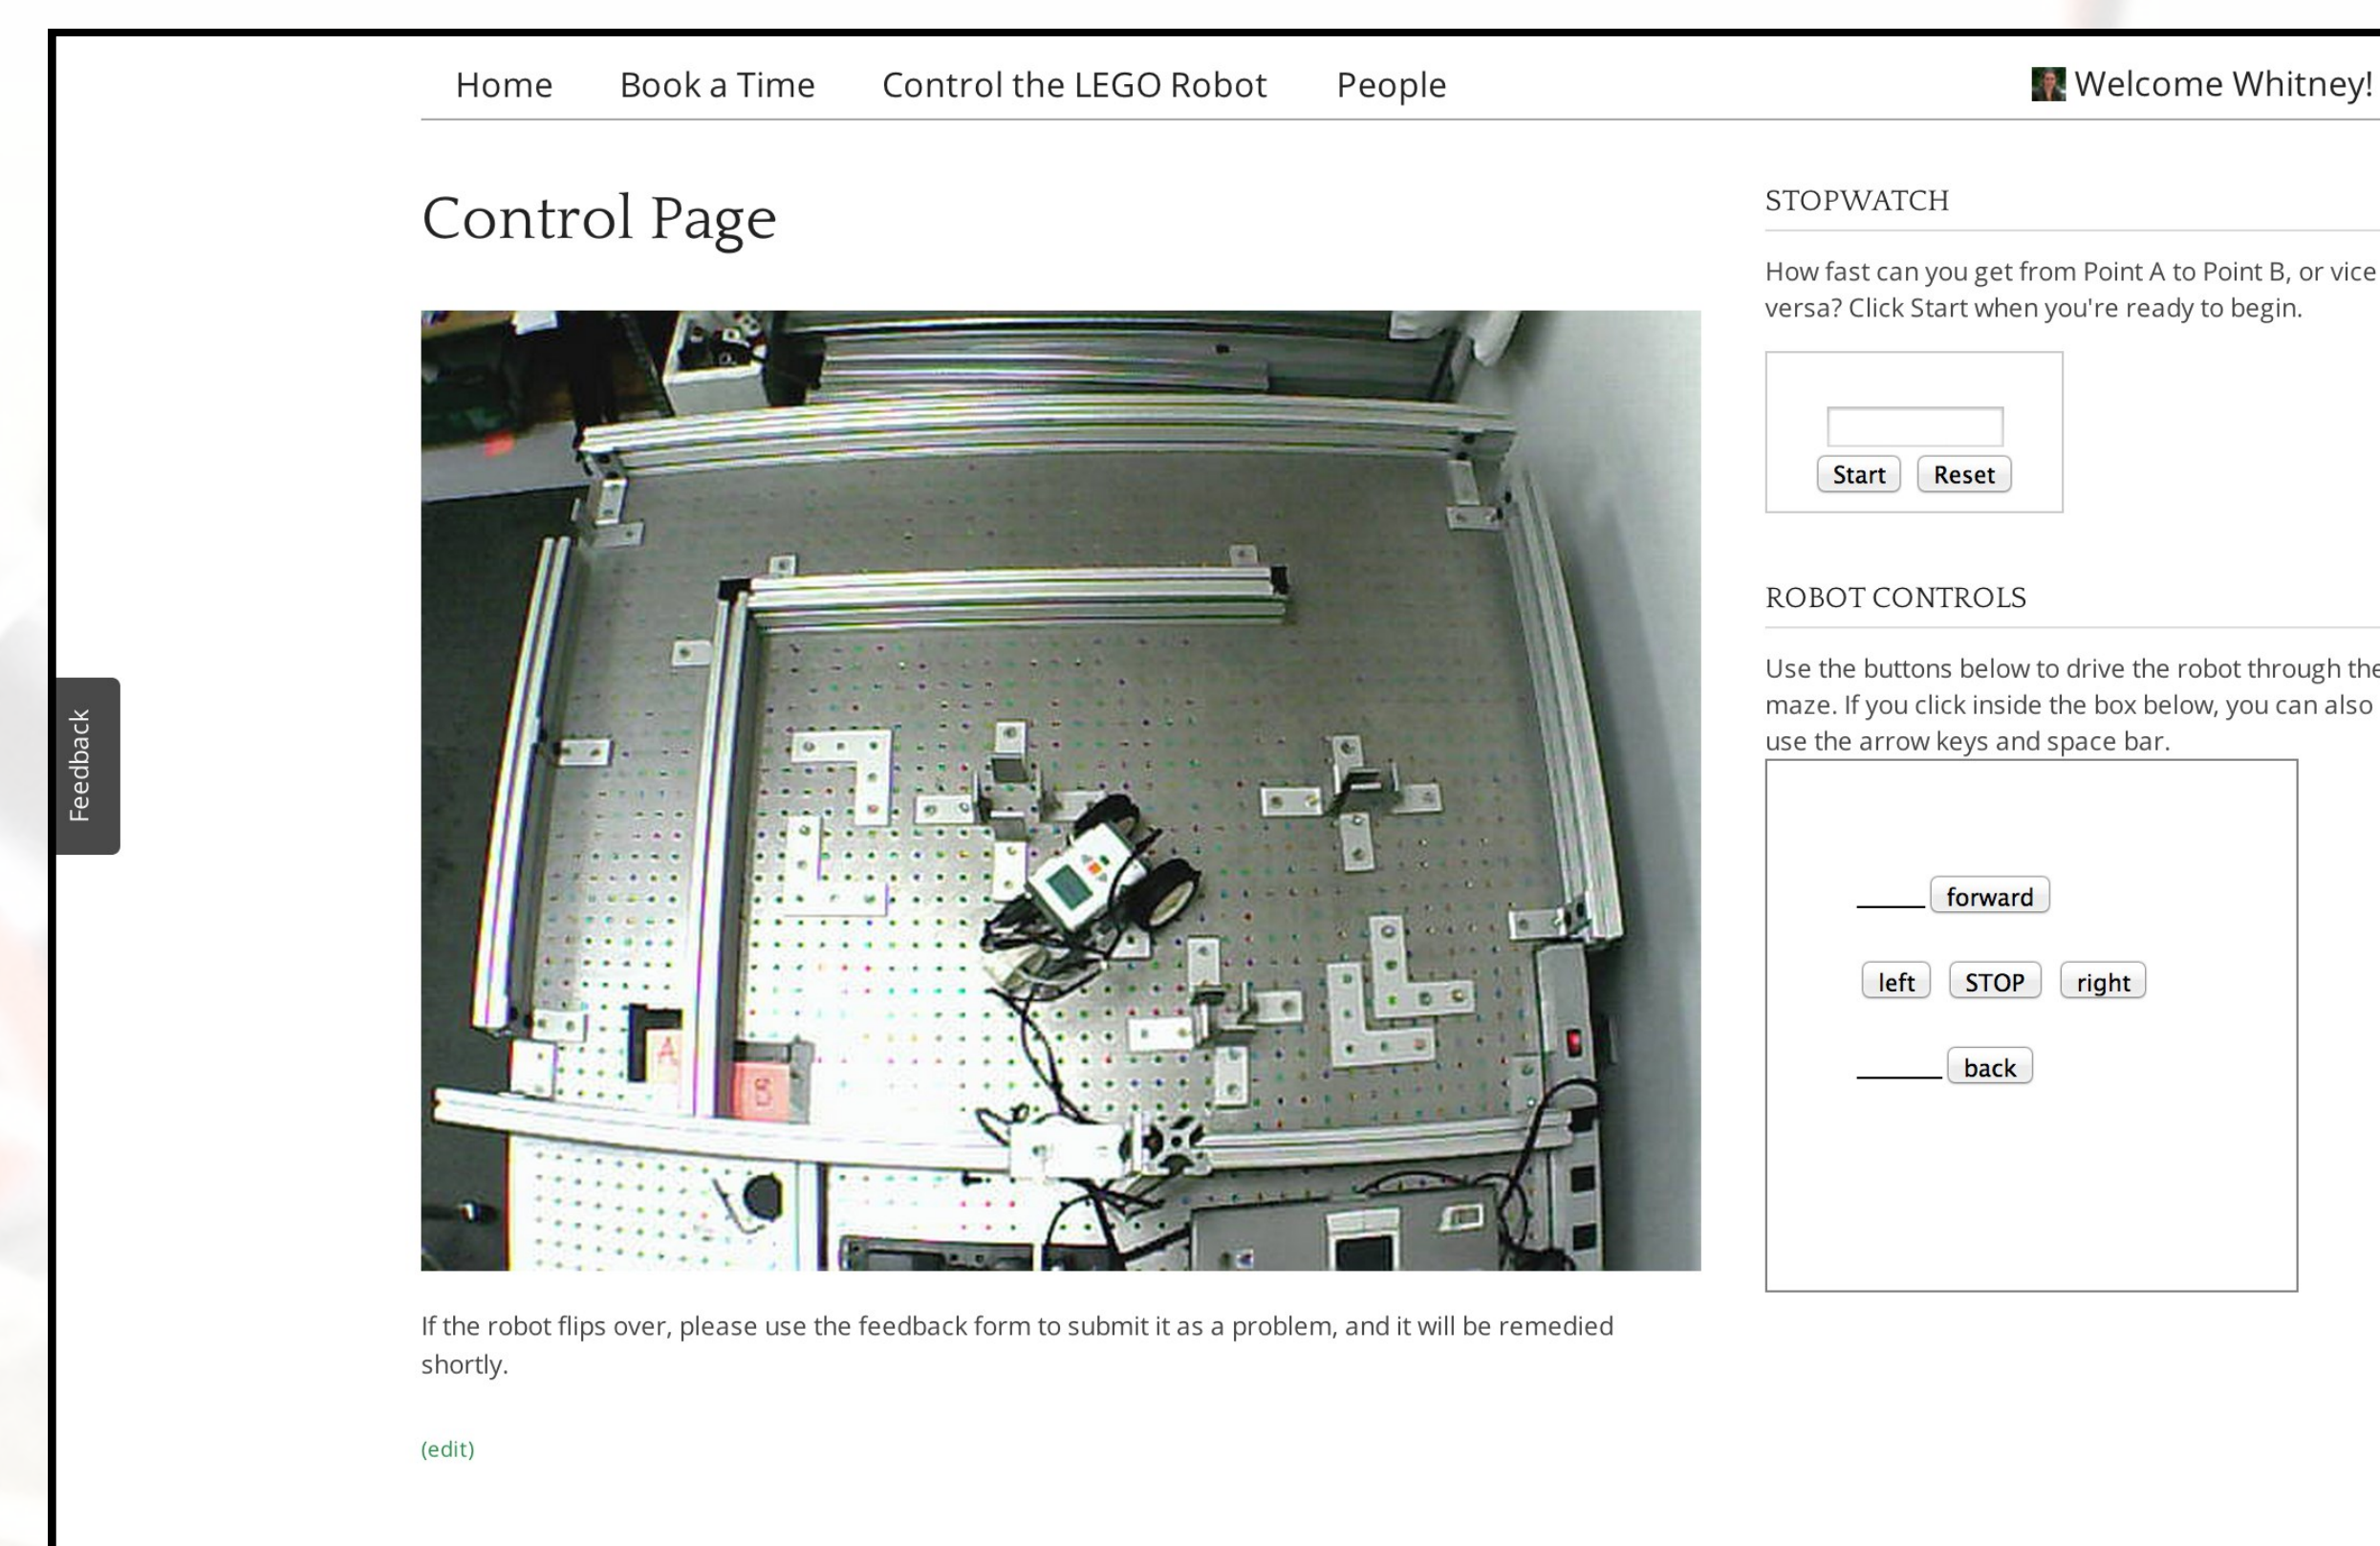 Home Book a Time Control the LEGO Robot People Welcome Whitney!
Control Page
STOPWATCH
How fast can you get from Point A to Point B, or vice
versa? Click Start when you're ready to begin.
Start Reset
ROBOT CONTROLS
Use the buttons below to drive the robot through the
maze. If you click inside the box below, you can also
use the arrow keys and space bar.
forward
left STOP right
back
Feedback
A
B
If the robot flips over, please use the feedback form to submit it as a problem, and it will be remedied
shortly.
(edit)